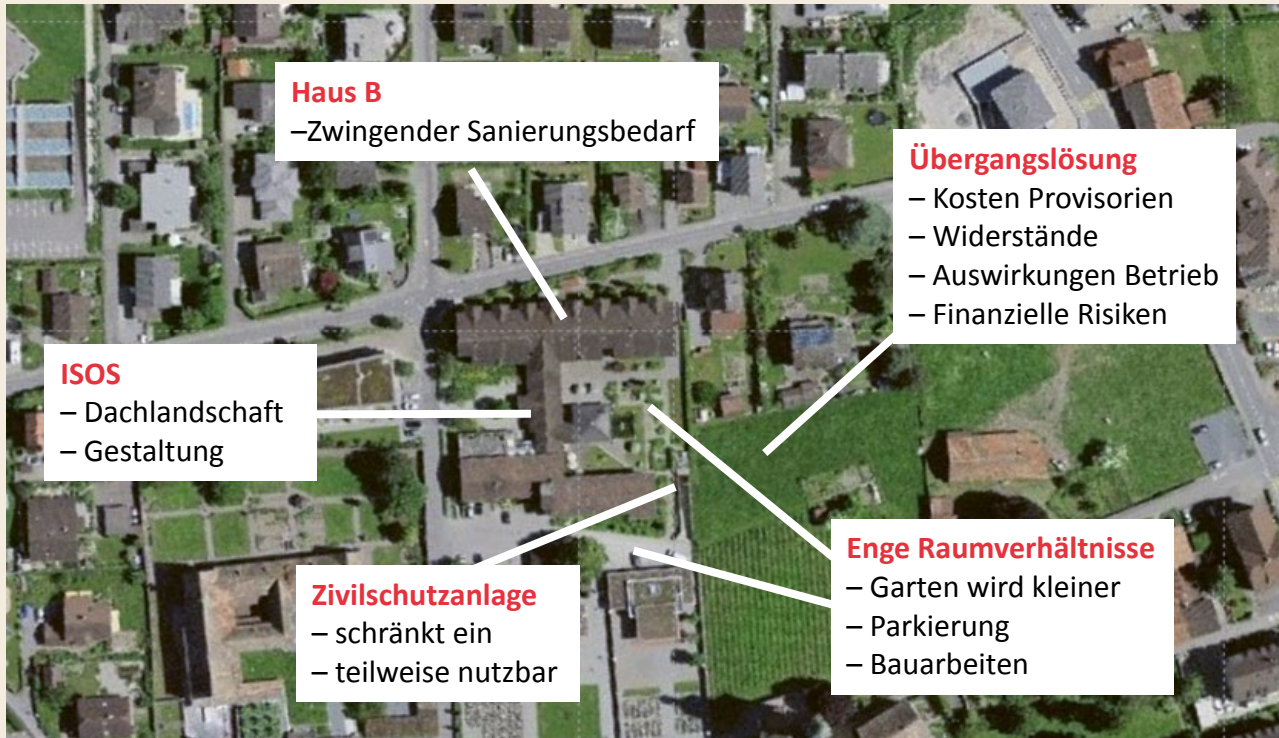 Haus B
–Zwingender Sanierungsbedarf
Übergangslösung
– Kosten Provisorien
– Widerstände
– Auswirkungen Betrieb
– Finanzielle Risiken
ISOS
– Dachlandschaft
– Gestaltung
Zivilschutzanlage
– schränkt ein
– teilweise nutzbar
Enge Raumverhältnisse
– Garten wird kleiner
– Parkierung
– Bauarbeiten